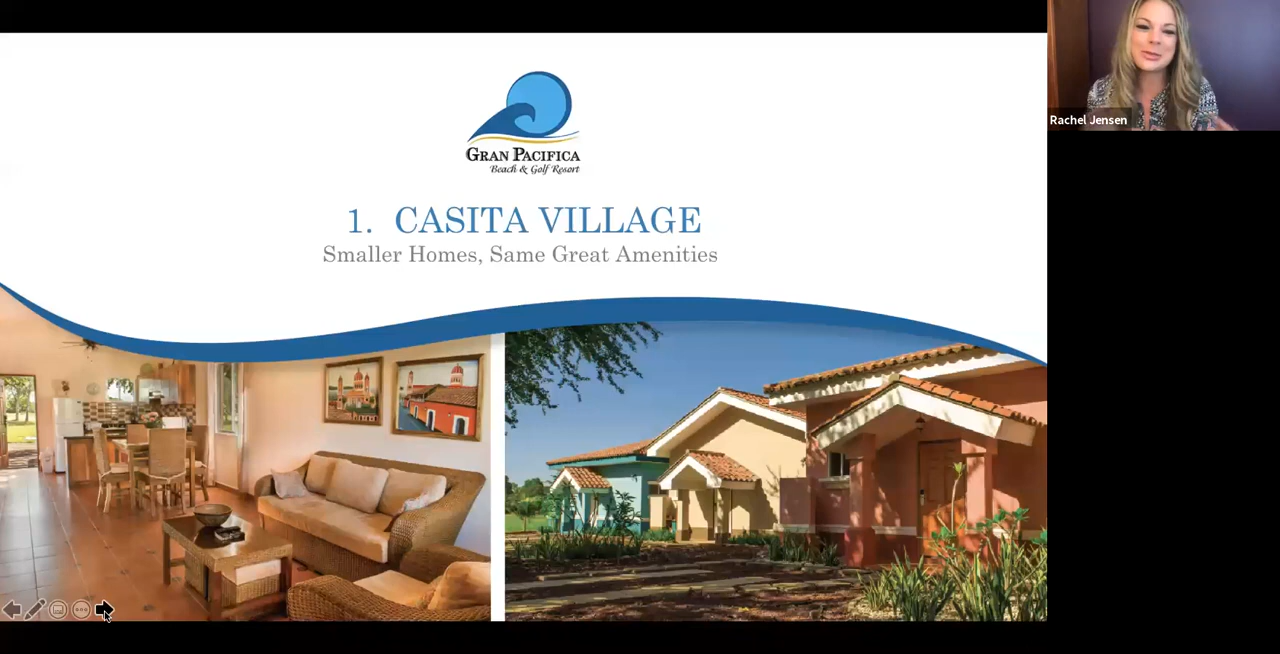 Rachel Jensen
GRAN PACIFICA
Beach & Golf Resort
1. CASITA VILLAGE
Smaller Homes, Same Great Amenities